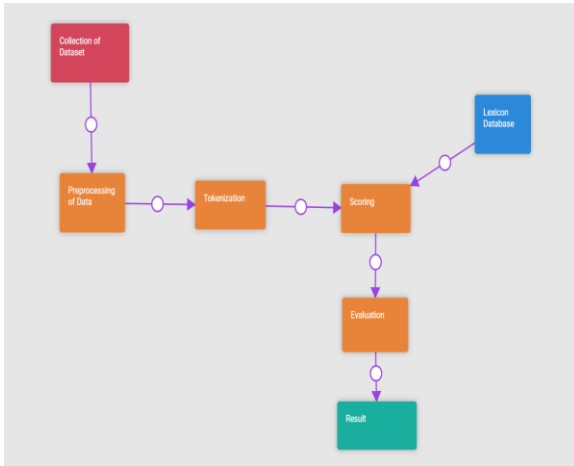 Collection of
Dataset
Lexicon
Database
Preprocessing
of Data
Tokenization
Scoring
Evaluation
Result